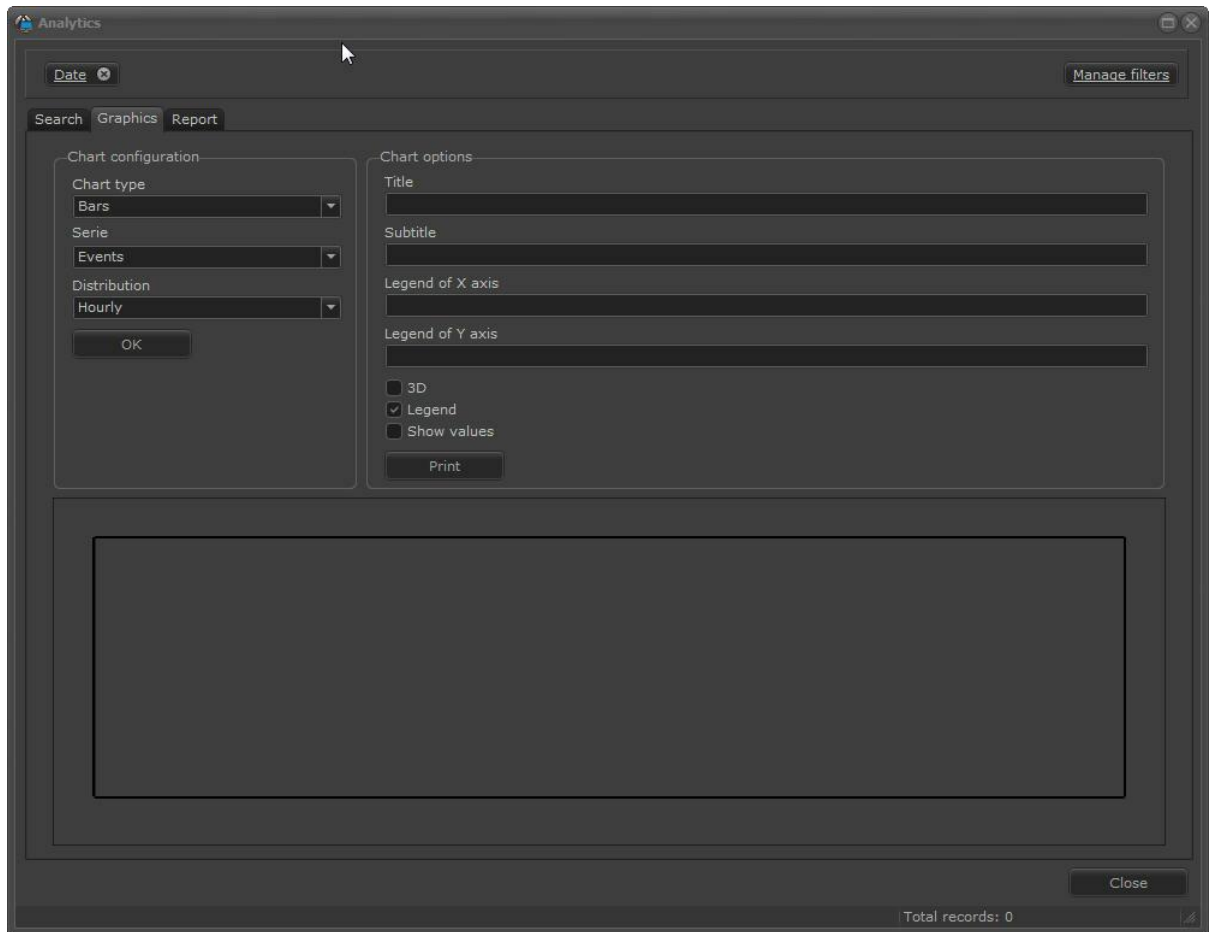 Analytics
Date
Manage filters
Search Graphics Report
Chart configuration
Chart type
Bars
Serie
Events
Distribution
Hourly
OK
Chart options
Title
Subtitle
Legend of X axis
Legend of Y axis
3D
Legend
Show values
Print
Close
Total records: 0